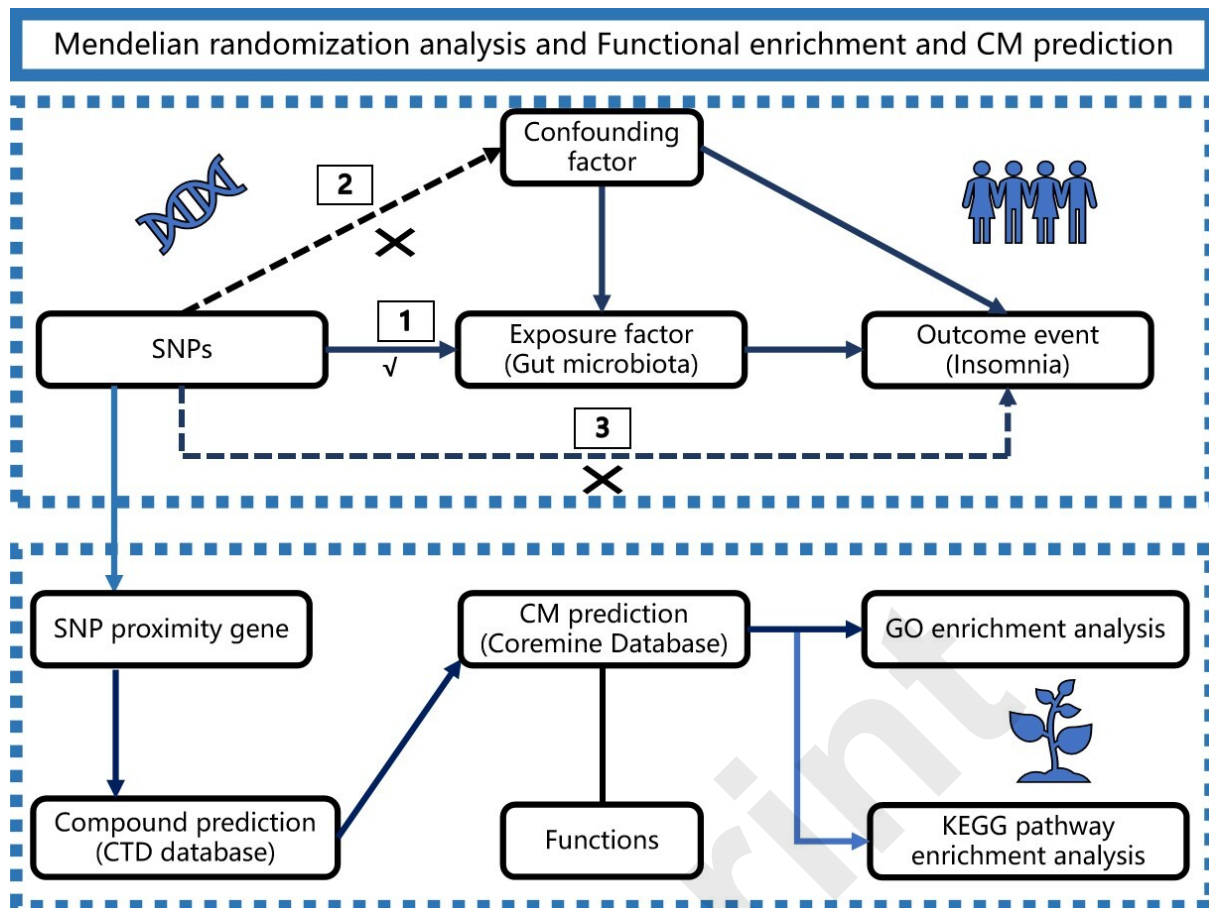 Mendelian randomization analysis and Functional enrichment and CM prediction
Confounding
factor
2
1
SNPs
√
Exposure factor
(Gut microbiota)
Outcome event
(Insomnia)
3
SNP proximity gene
CM prediction
(Coremine Database)
GO enrichment analysis
Compound prediction
(CTD database)
Functions
KEGG pathway
enrichment analysis
rint